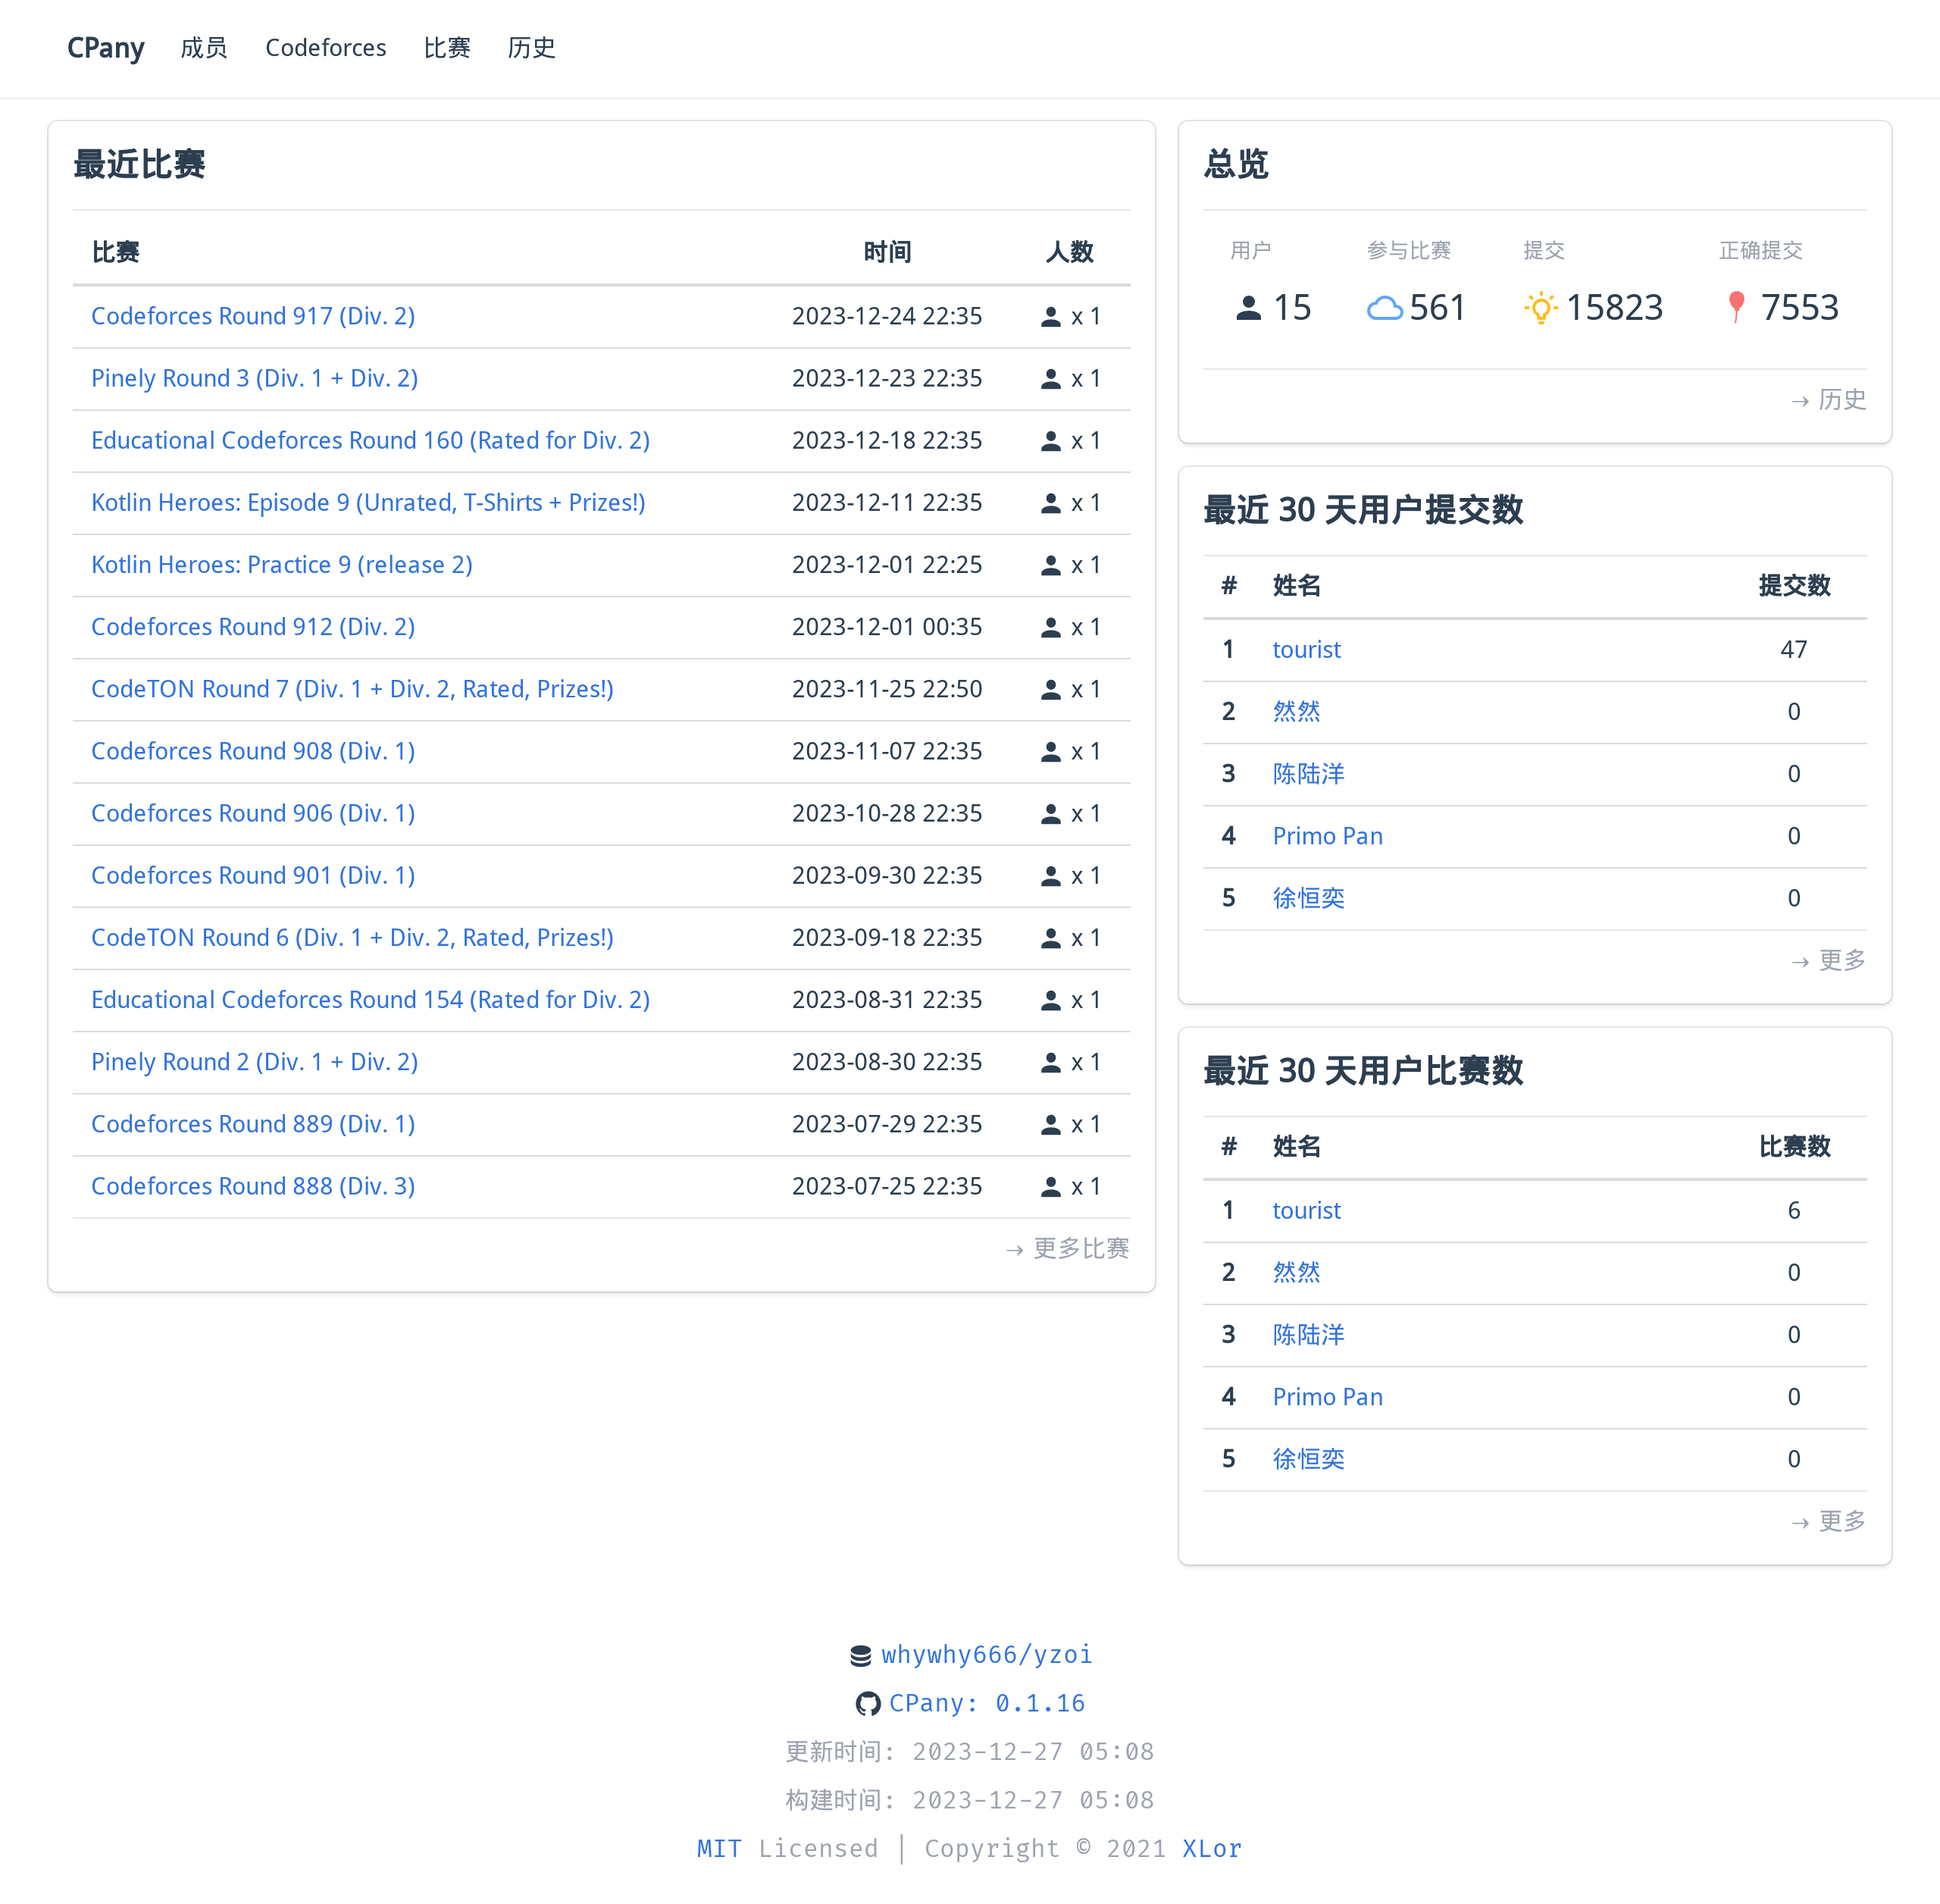 CPany 成员 Codeforces 比赛 历史
最近比赛
比赛 时间 人数
Codeforces Round 917 (Div. 2) 2023-12-24 22:35 x 1
Pinely Round 3 (Div. 1 + Div. 2) 2023-12-23 22:35 x 1
Educational Codeforces Round 160 (Rated for Div. 2) 2023-12-18 22:35 x 1
Kotlin Heroes: Episode 9 (Unrated, T-Shirts + Prizes!) 2023-12-11 22:35 x 1
Kotlin Heroes: Practice 9 (release 2) 2023-12-01 22:25 x 1
Codeforces Round 912 (Div. 2) 2023-12-01 00:35 x 1
CodeTON Round 7 (Div. 1 + Div. 2, Rated, Prizes!) 2023-11-25 22:50 x 1
Codeforces Round 908 (Div. 1) 2023-11-07 22:35 x 1
Codeforces Round 906 (Div. 1) 2023-10-28 22:35 x 1
Codeforces Round 901 (Div. 1) 2023-09-30 22:35 x 1
CodeTON Round 6 (Div. 1 + Div. 2, Rated, Prizes!) 2023-09-18 22:35 x 1
Educational Codeforces Round 154 (Rated for Div. 2) 2023-08-31 22:35 x 1
Pinely Round 2 (Div. 1 + Div. 2) 2023-08-30 22:35 x 1
Codeforces Round 889 (Div. 1) 2023-07-29 22:35 x 1
Codeforces Round 888 (Div. 3) 2023-07-25 22:35 x 1
→ 更多比赛
总览
用户 参与比赛 提交 正确提交
15 561 15823 7553
→ 历史
最近 30 天用户提交数
# 姓名 提交数
1 tourist 47
2 然然 0
3 陈陆洋 0
4 Primo Pan 0
5 徐恒奕 0
→ 更多
最近 30 天用户比赛数
# 姓名 比赛数
1 tourist 6
2 然然 0
3 陈陆洋 0
4 Primo Pan 0
5 徐恒奕 0
→ 更多
whywhy666/yzoi
CPany: 0.1.16
更新时间: 2023-12-27 05:08
构建时间: 2023-12-27 05:08
MIT Licensed | Copyright © 2021 XLor